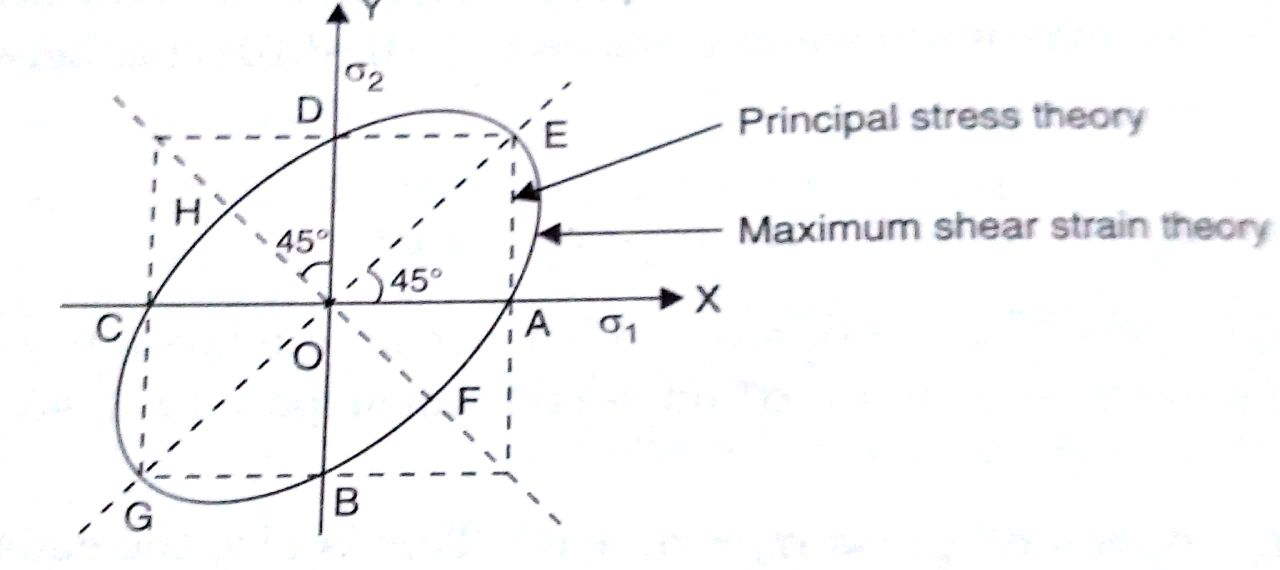 Y
σ2
D
E
Principal stress theory
H
45°
Maximum shear strain theory
45°
X
C
A
σ1
O
F
G
B